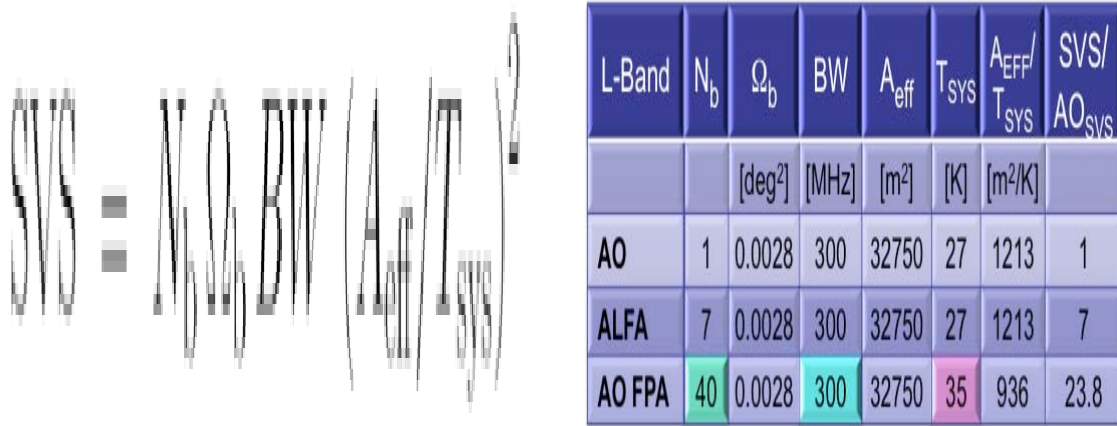 SVS = N_b Ω_b BW (A_eff/T_sys)^2
L-Band N_b Ω_b BW A_eff T_SYS A_EFF/T_SYS SVS/AO_SVS
[deg²] [MHz] [m²] [K] [m²/K]
AO 1 0.0028 300 32750 27 1213 1
ALFA 7 0.0028 300 32750 27 1213 7
AO FPA 40 0.0028 300 32750 35 936 23.8